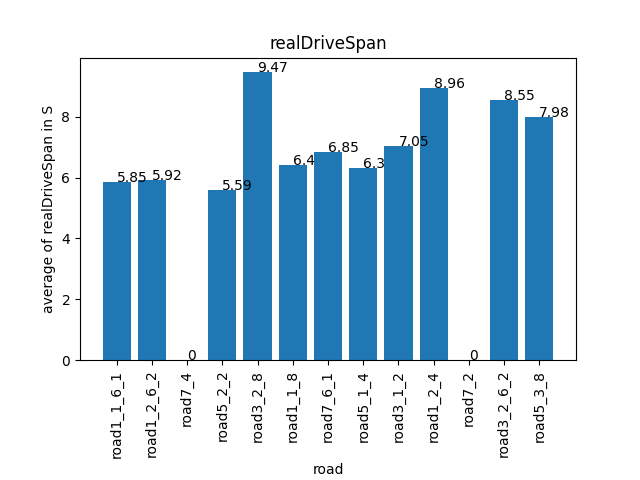 realDriveSpan
average of realDriveSpan in S
8
6
4
2
0
5.85
5.92
0
5.59
9.47
6.4
6.85
6.3
7.05
8.96
0
8.55
7.98
road1_1_6_1
road1_2_6_2
road7_4
road5_2_2
road3_2_8
road1_1_8
road7_6_1
road5_1_4
road3_1_2
road1_2_4
road7_2
road3_2_6_2
road5_3_8
road